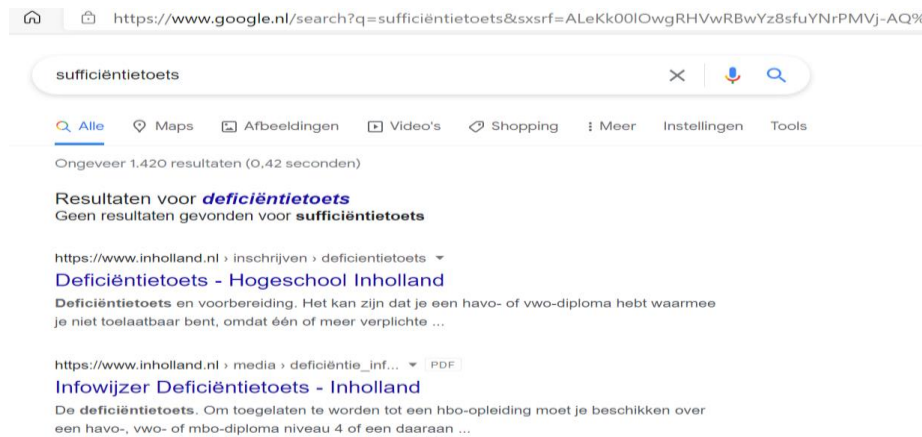 https://www.google.nl/search?q=sufficiëntietoets&sxsrf=ALeKk00lOwgRHVwRBwYz8sfuYNrPMVj-AQ%
sufficiëntietoets
Alle Maps Afbeeldingen Video's Shopping Meer Instellingen Tools
Ongeveer 1.420 resultaten (0,42 seconden)
Resultaten voor deficiëntietoets
Geen resultaten gevonden voor sufficiëntietoets
https://www.inholland.nl › inschrijven › deficientietoets
Deficiëntietoets - Hogeschool Inholland
Deficiëntietoets en voorbereiding. Het kan zijn dat je een havo- of vwo-diploma hebt waarmee
je niet toelaatbaar bent, omdat één of meer verplichte ...
https://www.inholland.nl › media › deficiëntie_inf... PDF
Infowijzer Deficiëntietoets - Inholland
De deficiëntietoets. Om toegelaten te worden tot een hbo-opleiding moet je beschikken over
een havo-, vwo- of mbo-diploma niveau 4 of een daaraan ...